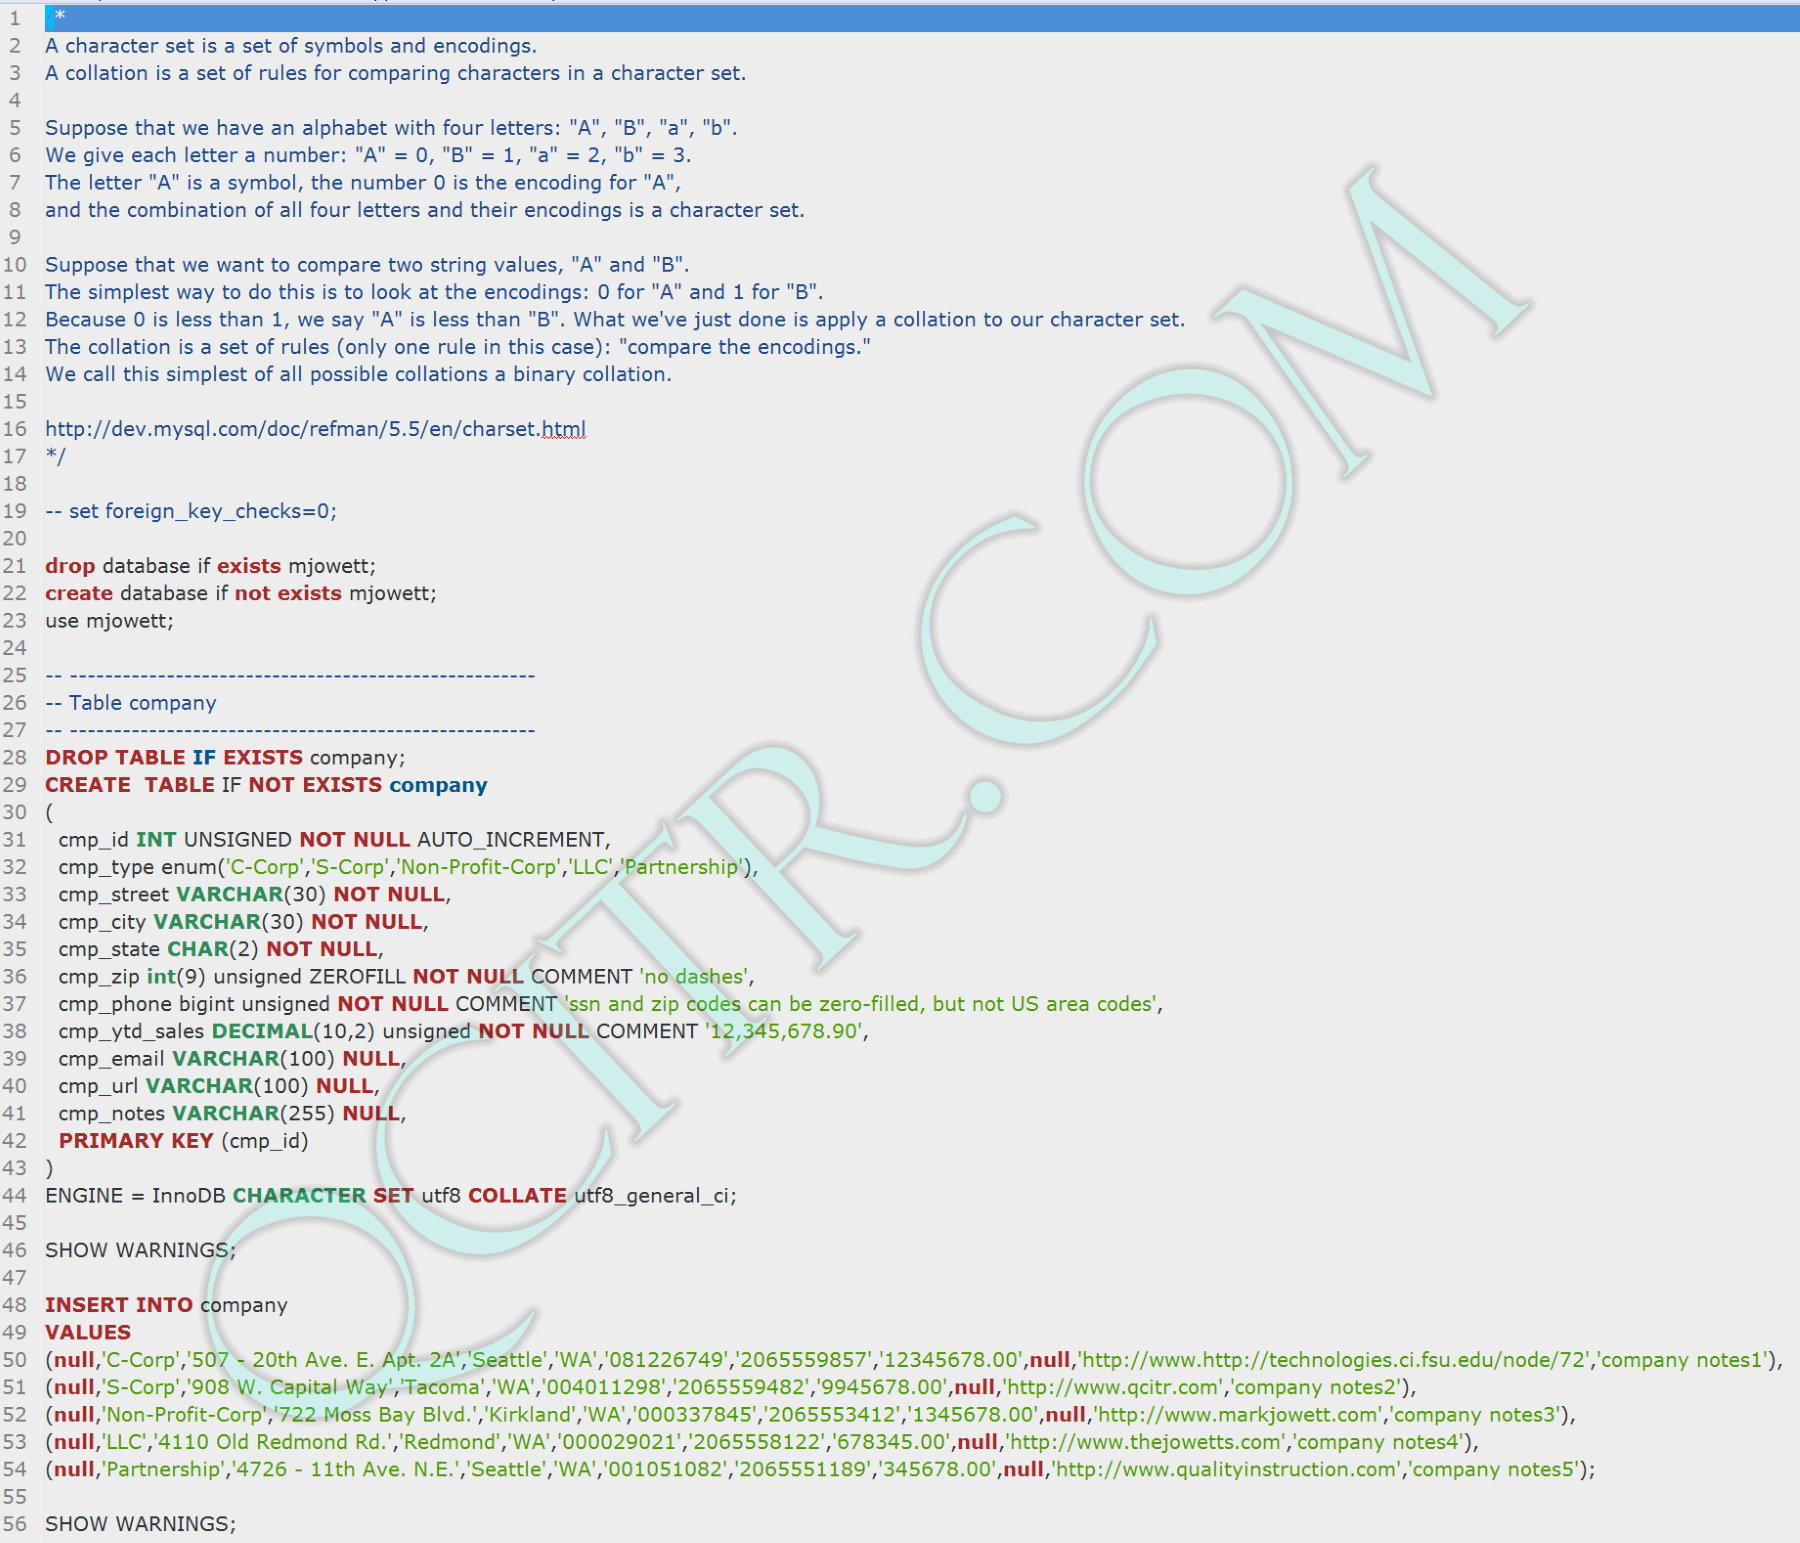 1 /*
2 A character set is a set of symbols and encodings.
3 A collation is a set of rules for comparing characters in a character set.
4
5 Suppose that we have an alphabet with four letters: "A", "B", "a", "b".
6 We give each letter a number: "A" = 0, "B" = 1, "a" = 2, "b" = 3.
7 The letter "A" is a symbol, the number 0 is the encoding for "A",
8 and the combination of all four letters and their encodings is a character set.
9
10 Suppose that we want to compare two string values, "A" and "B".
11 The simplest way to do this is to look at the encodings: 0 for "A" and 1 for "B".
12 Because 0 is less than 1, we say "A" is less than "B". What we've just done is apply a collation to our character set.
13 The collation is a set of rules (only one rule in this case): "compare the encodings."
14 We call this simplest of all possible collations a binary collation.
15
16 http://dev.mysql.com/doc/refman/5.5/en/charset.html
17 */
18
19 -- set foreign_key_checks=0;
20
21 drop database if exists mjowett;
22 create database if not exists mjowett;
23 use mjowett;
24
25 -- -----------------------------------------------------
26 -- Table company
27 -- -----------------------------------------------------
28 DROP TABLE IF EXISTS company;
29 CREATE  TABLE IF NOT EXISTS company
30 (
31   cmp_id INT UNSIGNED NOT NULL AUTO_INCREMENT,
32   cmp_type enum('C-Corp','S-Corp','Non-Profit-Corp','LLC','Partnership'),
33   cmp_street VARCHAR(30) NOT NULL,
34   cmp_city VARCHAR(30) NOT NULL,
35   cmp_state CHAR(2) NOT NULL,
36   cmp_zip int(9) unsigned ZEROFILL NOT NULL COMMENT 'no dashes',
37   cmp_phone bigint unsigned NOT NULL COMMENT 'ssn and zip codes can be zero-filled, but not US area codes',
38   cmp_ytd_sales DECIMAL(10,2) unsigned NOT NULL COMMENT '12,345,678.90',
39   cmp_email VARCHAR(100) NULL,
40   cmp_url VARCHAR(100) NULL,
41   cmp_notes VARCHAR(255) NULL,
42   PRIMARY KEY (cmp_id)
43 )
44 ENGINE = InnoDB CHARACTER SET utf8 COLLATE utf8_general_ci;
45
46 SHOW WARNINGS;
47
48 INSERT INTO company
49 VALUES
50 (null,'C-Corp','507 - 20th Ave. E. Apt. 2A','Seattle','WA','081226749','2065559857','12345678.00',null,'http://www.http://technologies.ci.fsu.edu/node/72','company notes1'),
51 (null,'S-Corp','908 W. Capital Way','Tacoma','WA','004011298','2065559482','9945678.00',null,'http://www.qcitr.com','company notes2'),
52 (null,'Non-Profit-Corp','722 Moss Bay Blvd.','Kirkland','WA','000337845','2065553412','1345678.00',null,'http://www.markjowett.com','company notes3'),
53 (null,'LLC','4110 Old Redmond Rd.','Redmond','WA','000029021','2065558122','678345.00',null,'http://www.thejowetts.com','company notes4'),
54 (null,'Partnership','4726 - 11th Ave. N.E.','Seattle','WA','001051082','2065551189','345678.00',null,'http://www.qualityinstruction.com','company notes5');
55
56 SHOW WARNINGS;
QCITR.COM